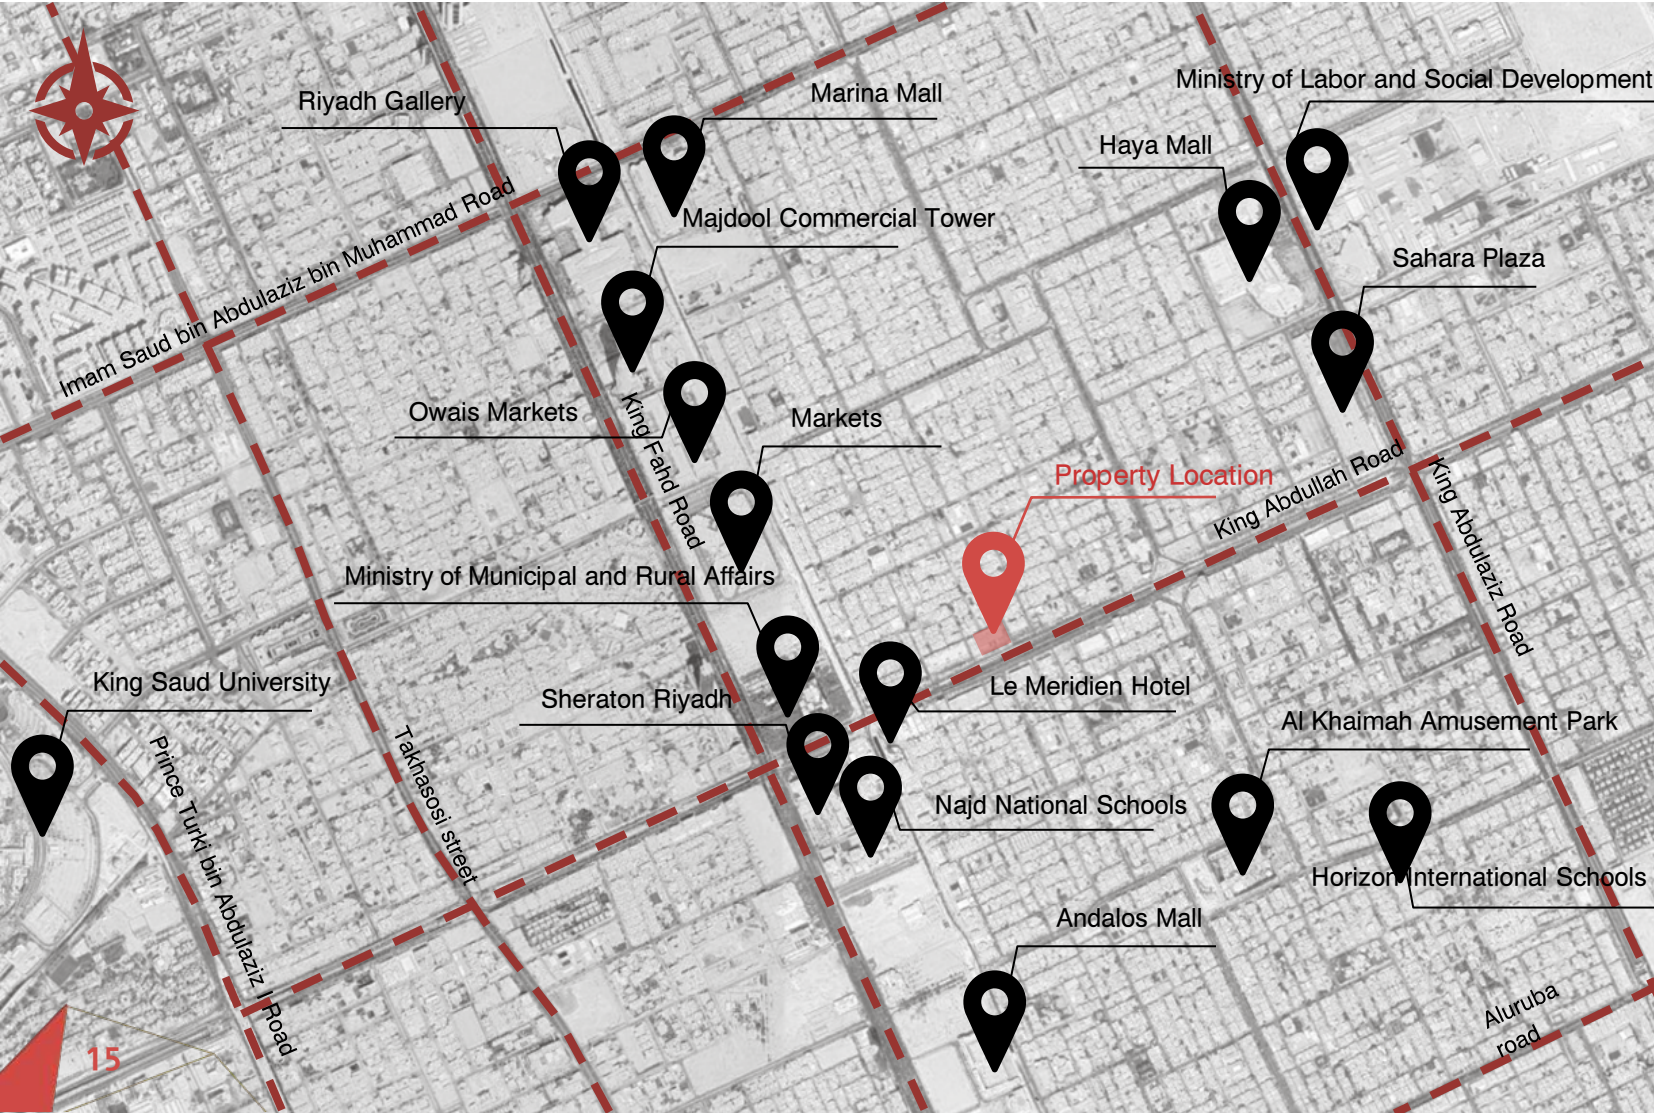 Ministry of Labor and Social Development
Marina Mall
Riyadh Gallery
Haya Mall
Imam Saud bin Abdulaziz bin Muhammad Road
Majdool Commercial Tower
Sahara Plaza
Owais Markets
Markets
King Fahd Road
Property Location
King Abdullah Road
King Abdulaziz Road
Ministry of Municipal and Rural Affairs
King Saud University
Sheraton Riyadh
Le Meridien Hotel
Al Khaimah Amusement Park
Prince Turki bin Abdulaziz I Road
Takhasosi street
Najd National Schools
Horizon International Schools
Andalos Mall
Aluruba
road
15